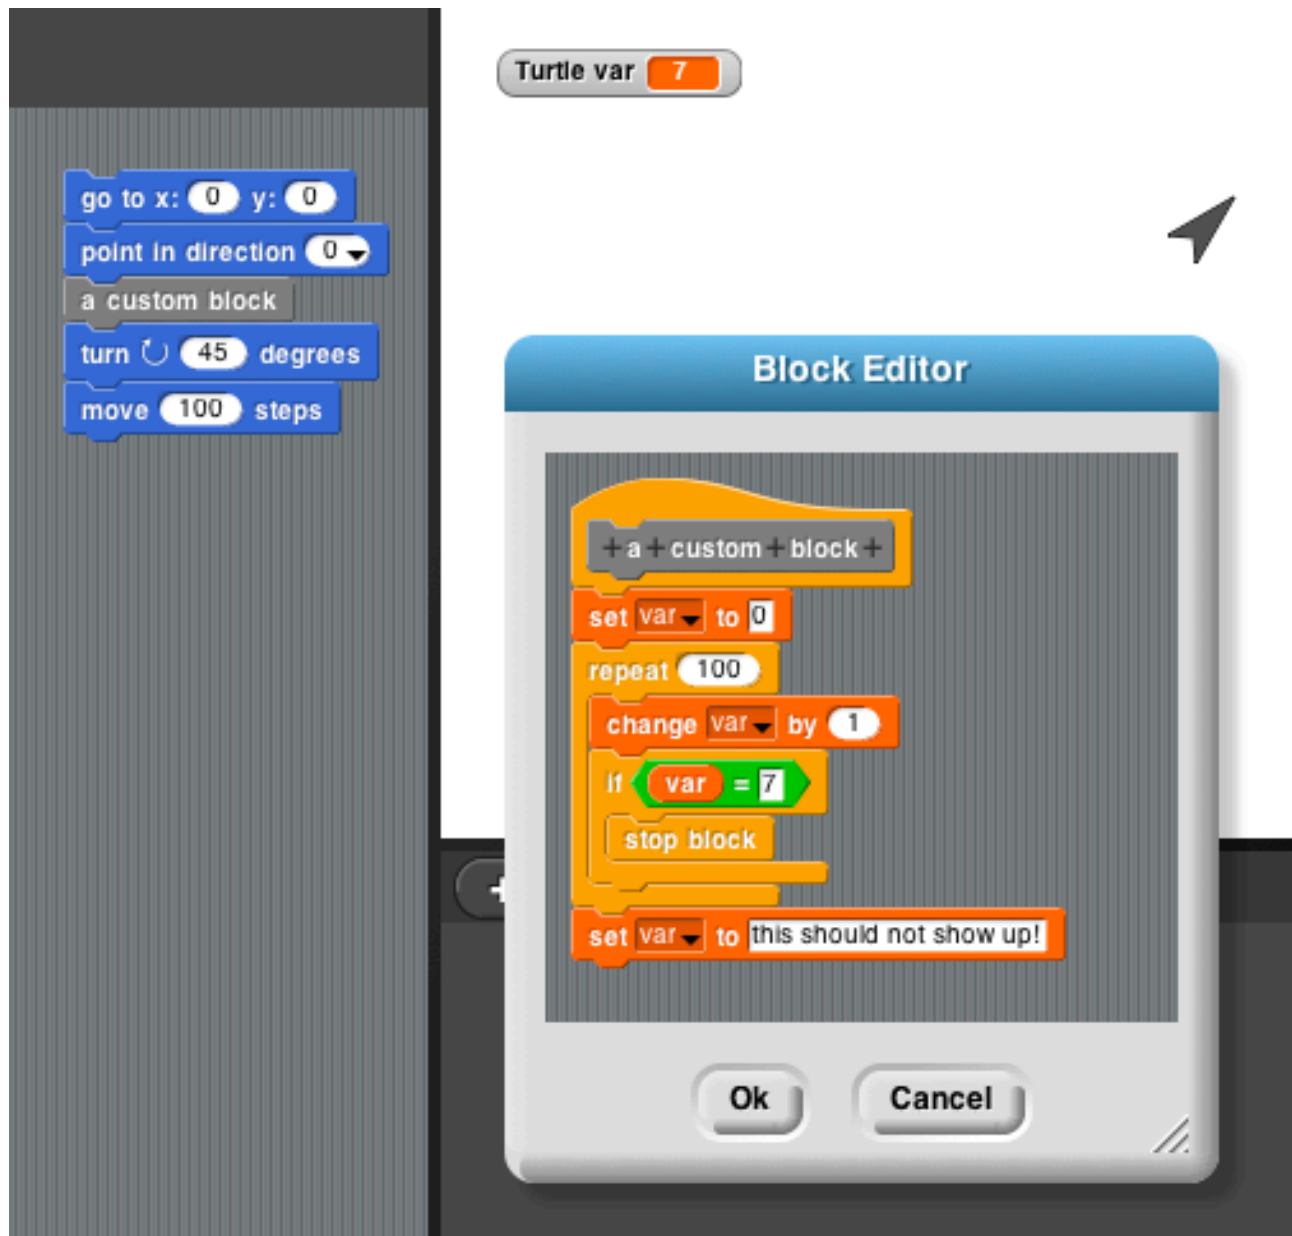 Turtle var 7
go to x: 0 y: 0
point in direction 0
a custom block
turn 45 degrees
move 100 steps
Block Editor
+ a + custom + block +
set var to 0
repeat 100
change var by 1
if var = 7
stop block
set var to this should not show up!
Ok Cancel